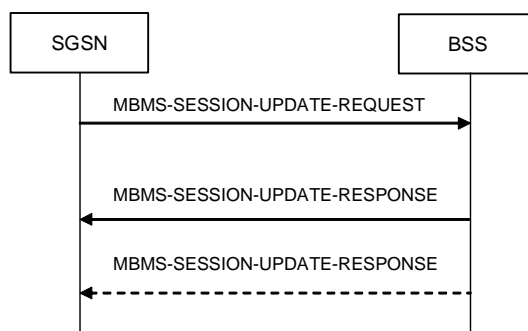 SGSN
BSS
MBMS-SESSION-UPDATE-REQUEST
MBMS-SESSION-UPDATE-RESPONSE
MBMS-SESSION-UPDATE-RESPONSE